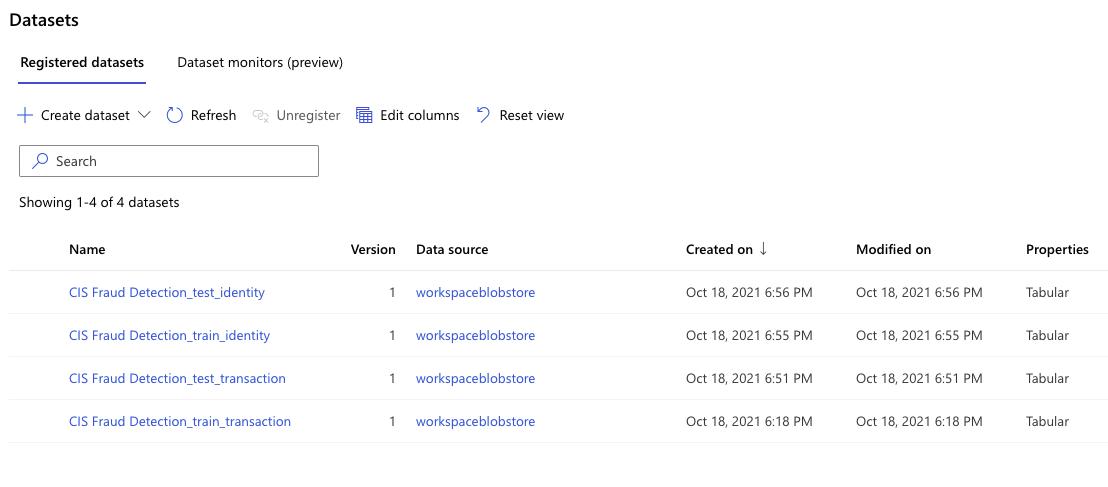 Datasets
Registered datasets Dataset monitors (preview)
Create dataset Refresh Unregister Edit columns Reset view
Search
Showing 1-4 of 4 datasets
Name Version Data source Created on Modified on Properties
CIS Fraud Detection_test_identity 1 workspaceblobstore Oct 18, 2021 6:56 PM Oct 18, 2021 6:56 PM Tabular
CIS Fraud Detection_train_identity 1 workspaceblobstore Oct 18, 2021 6:55 PM Oct 18, 2021 6:55 PM Tabular
CIS Fraud Detection_test_transaction 1 workspaceblobstore Oct 18, 2021 6:51 PM Oct 18, 2021 6:51 PM Tabular
CIS Fraud Detection_train_transaction 1 workspaceblobstore Oct 18, 2021 6:18 PM Oct 18, 2021 6:18 PM Tabular